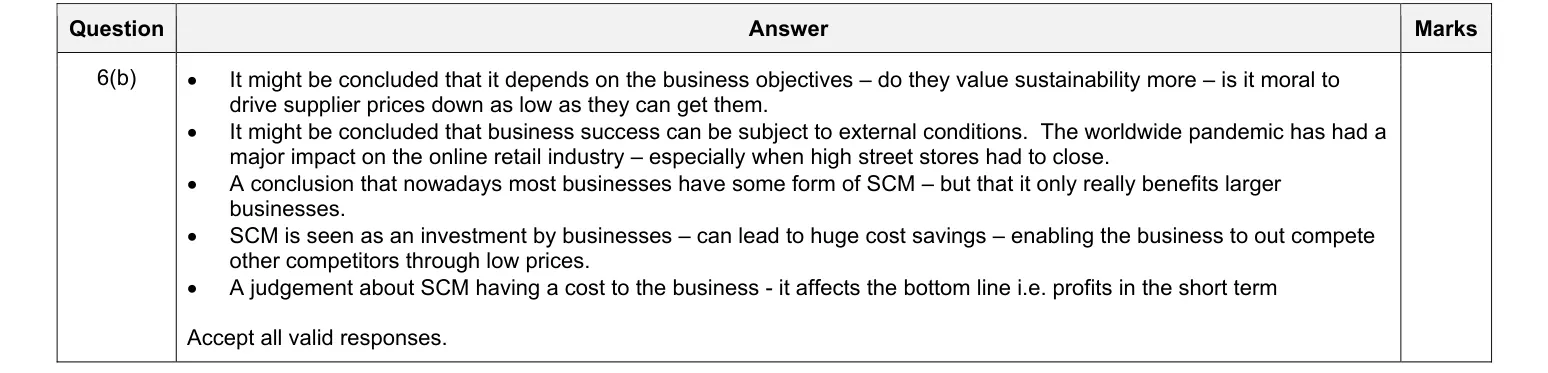 Question Answer Marks
6(b)
• It might be concluded that it depends on the business objectives – do they value sustainability more – is it moral to
drive supplier prices down as low as they can get them.
• It might be concluded that business success can be subject to external conditions.  The worldwide pandemic has had a
major impact on the online retail industry – especially when high street stores had to close.
• A conclusion that nowadays most businesses have some form of SCM – but that it only really benefits larger
businesses.
• SCM is seen as an investment by businesses – can lead to huge cost savings – enabling the business to out compete
other competitors through low prices.
• A judgement about SCM having a cost to the business - it affects the bottom line i.e. profits in the short term
Accept all valid responses.